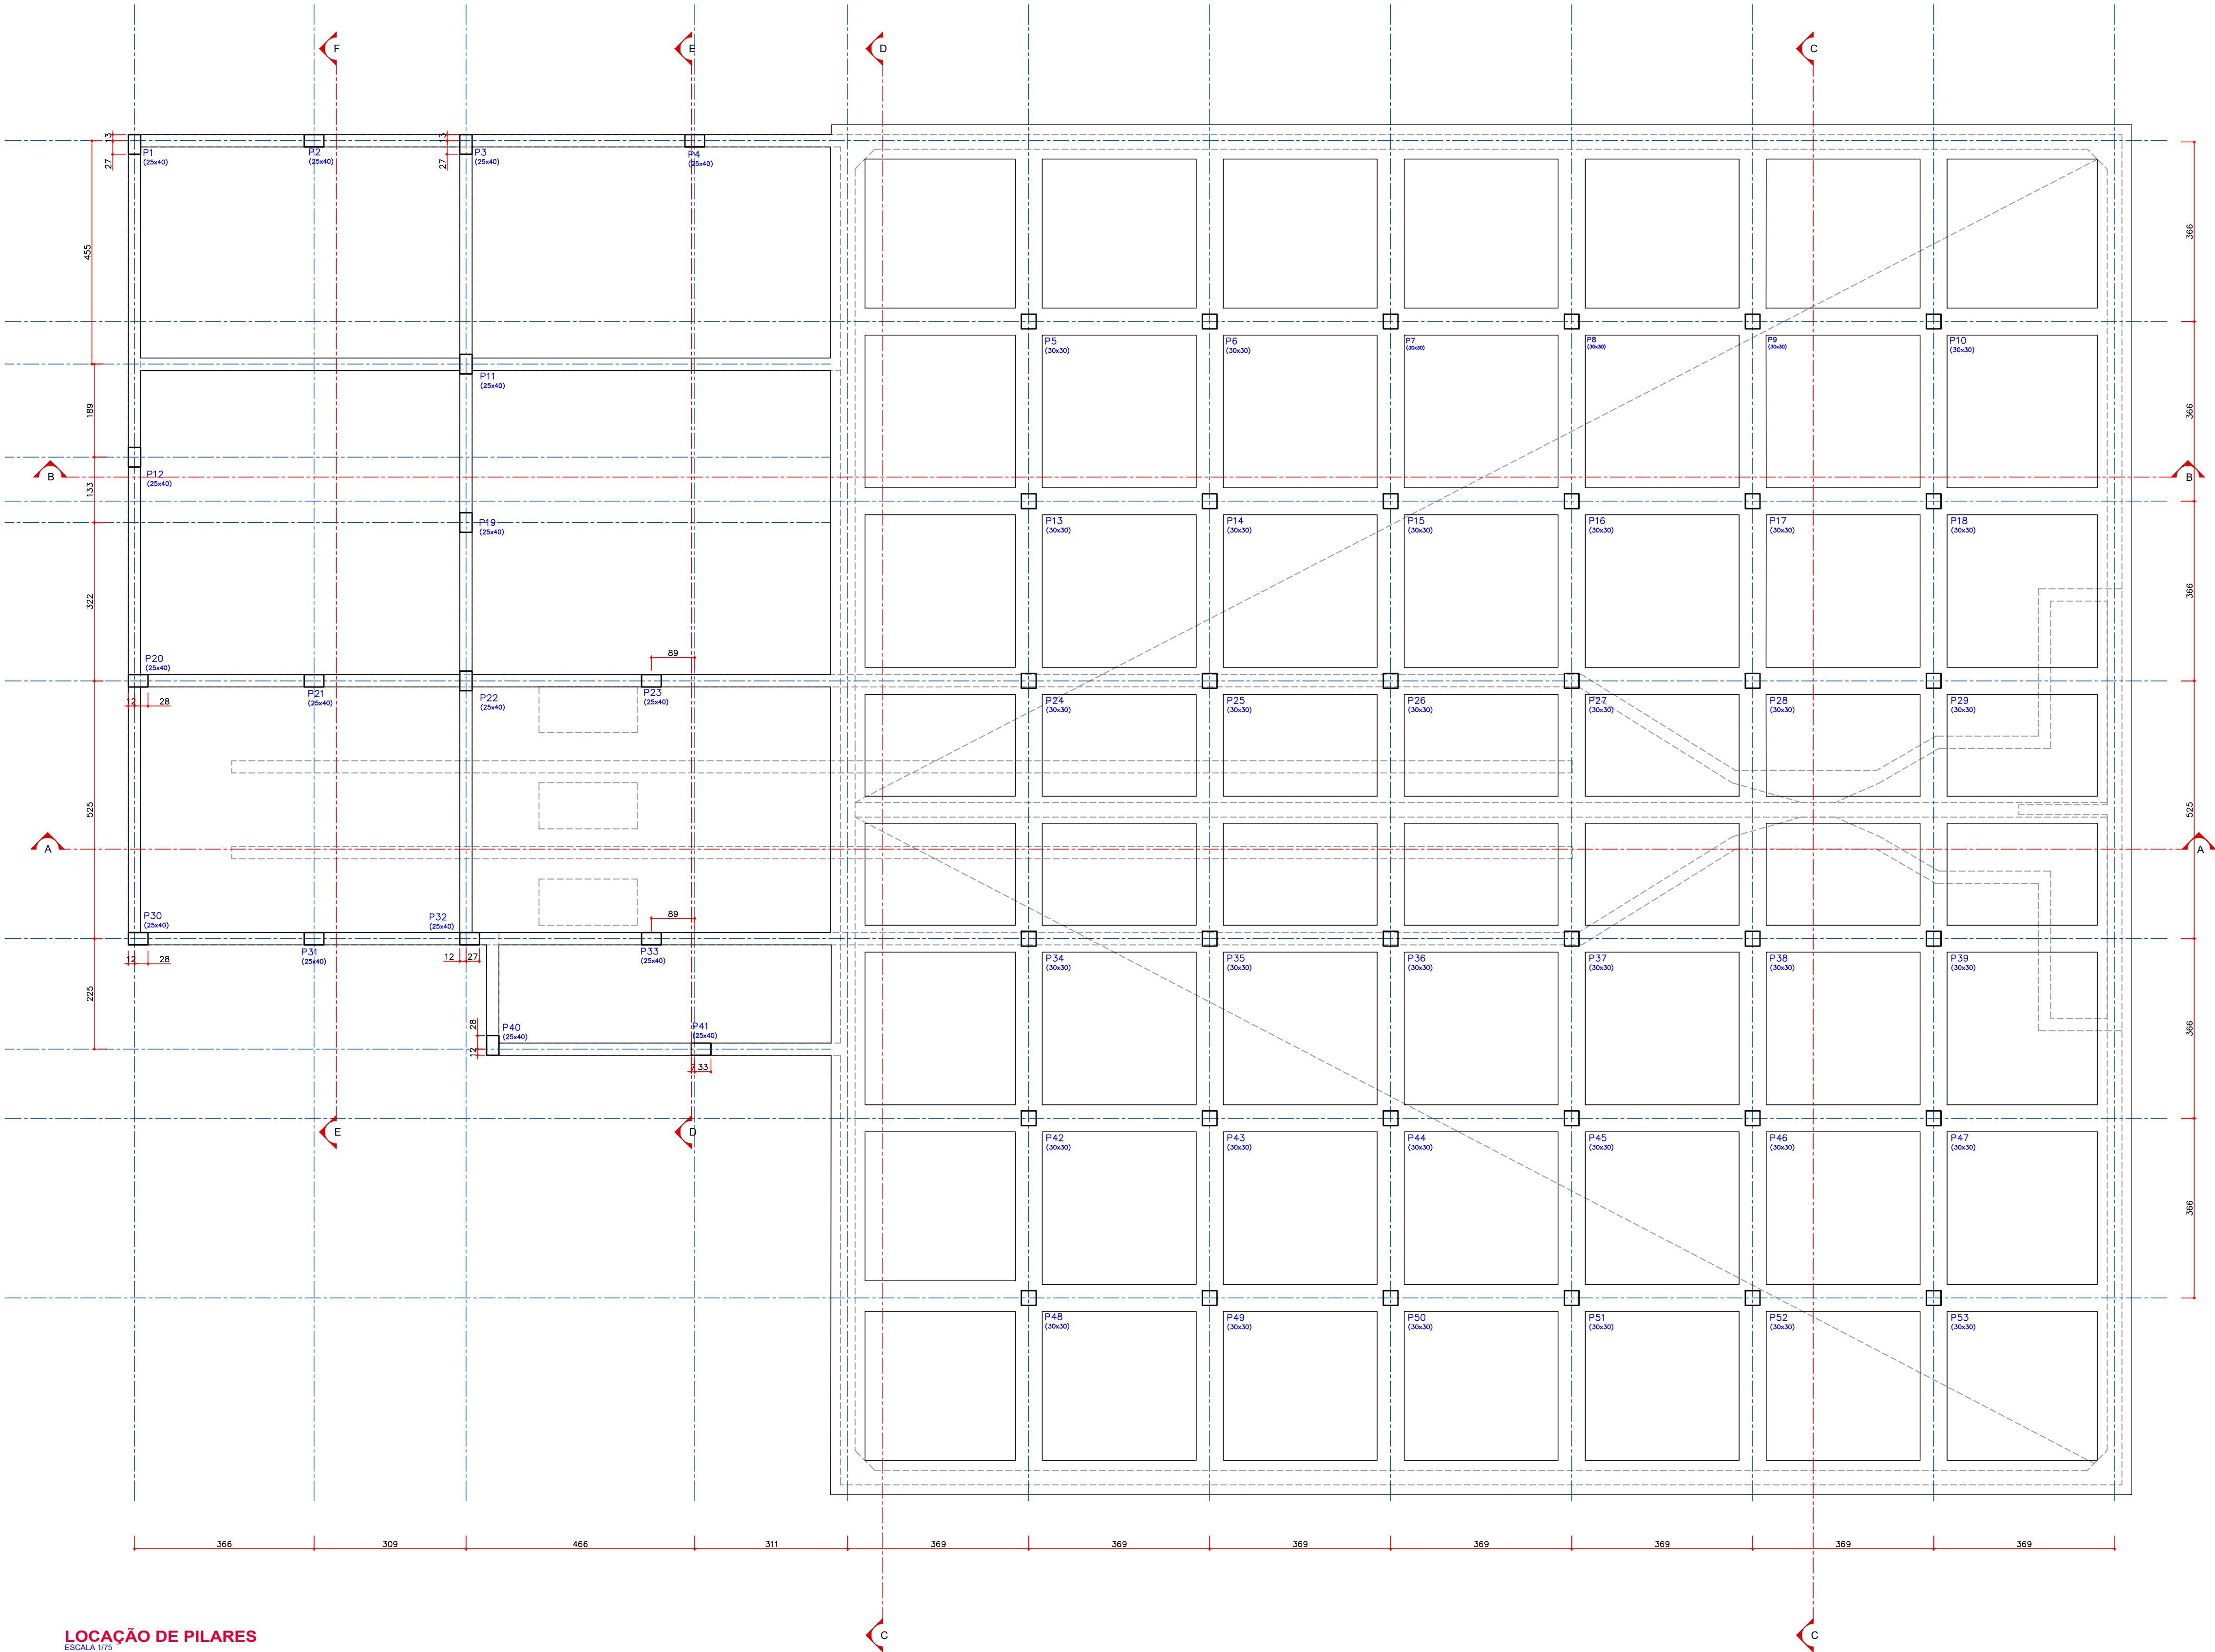 F
E
D
C
13
27
13
27
P1
(25x40)
P2
(25x40)
P3
(25x40)
P4
(25x40)
455
366
P5
(30x30)
P6
(30x30)
P7
(30x30)
P8
(30x30)
P9
(30x30)
P10
(30x30)
P11
(25x40)
189
366
B
P12
(25x40)
B
133
P19
(25x40)
P13
(30x30)
P14
(30x30)
P15
(30x30)
P16
(30x30)
P17
(30x30)
P18
(30x30)
322
366
P20
(25x40)
89
12
28
P21
(25x40)
P22
(25x40)
P23
(25x40)
P24
(30x30)
P25
(30x30)
P26
(30x30)
P27
(30x30)
P28
(30x30)
P29
(30x30)
525
525
A
A
P30
(25x40)
P32
(25x40)
89
12
28
P31
(25x40)
12
27
P33
(25x40)
P34
(30x30)
P35
(30x30)
P36
(30x30)
P37
(30x30)
P38
(30x30)
P39
(30x30)
225
366
28
12
P40
(25x40)
P41
(25x40)
7
33
E
D
P42
(30x30)
P43
(30x30)
P44
(30x30)
P45
(30x30)
P46
(30x30)
P47
(30x30)
366
P48
(30x30)
P49
(30x30)
P50
(30x30)
P51
(30x30)
P52
(30x30)
P53
(30x30)
366
309
466
311
369
369
369
369
369
369
369
C
C
LOCAÇÃO DE PILARES
ESCALA 1/75